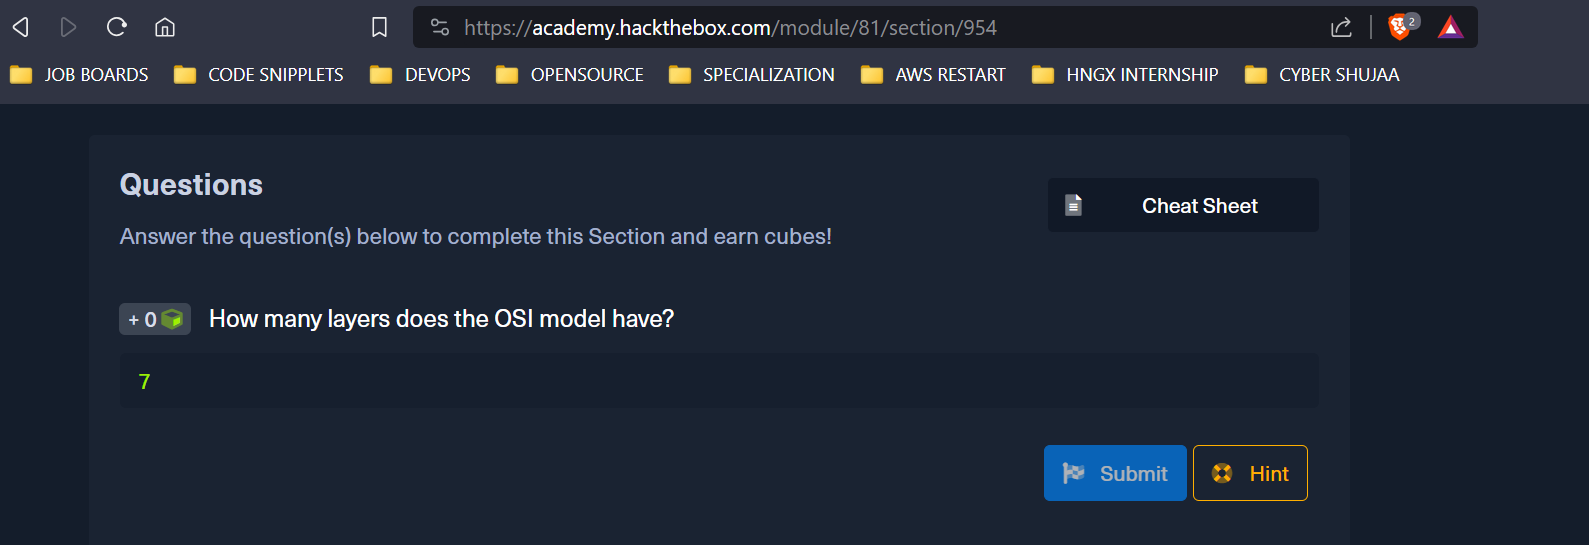 https://academy.hackthebox.com/module/81/section/954
2
JOB BOARDS CODE SNIPPLETS DEVOPS OPENSOURCE SPECIALIZATION AWS RESTART HNGX INTERNSHIP CYBER SHUJAA
Questions
Cheat Sheet
Answer the question(s) below to complete this Section and earn cubes!
+ 0 How many layers does the OSI model have?
7
Submit Hint